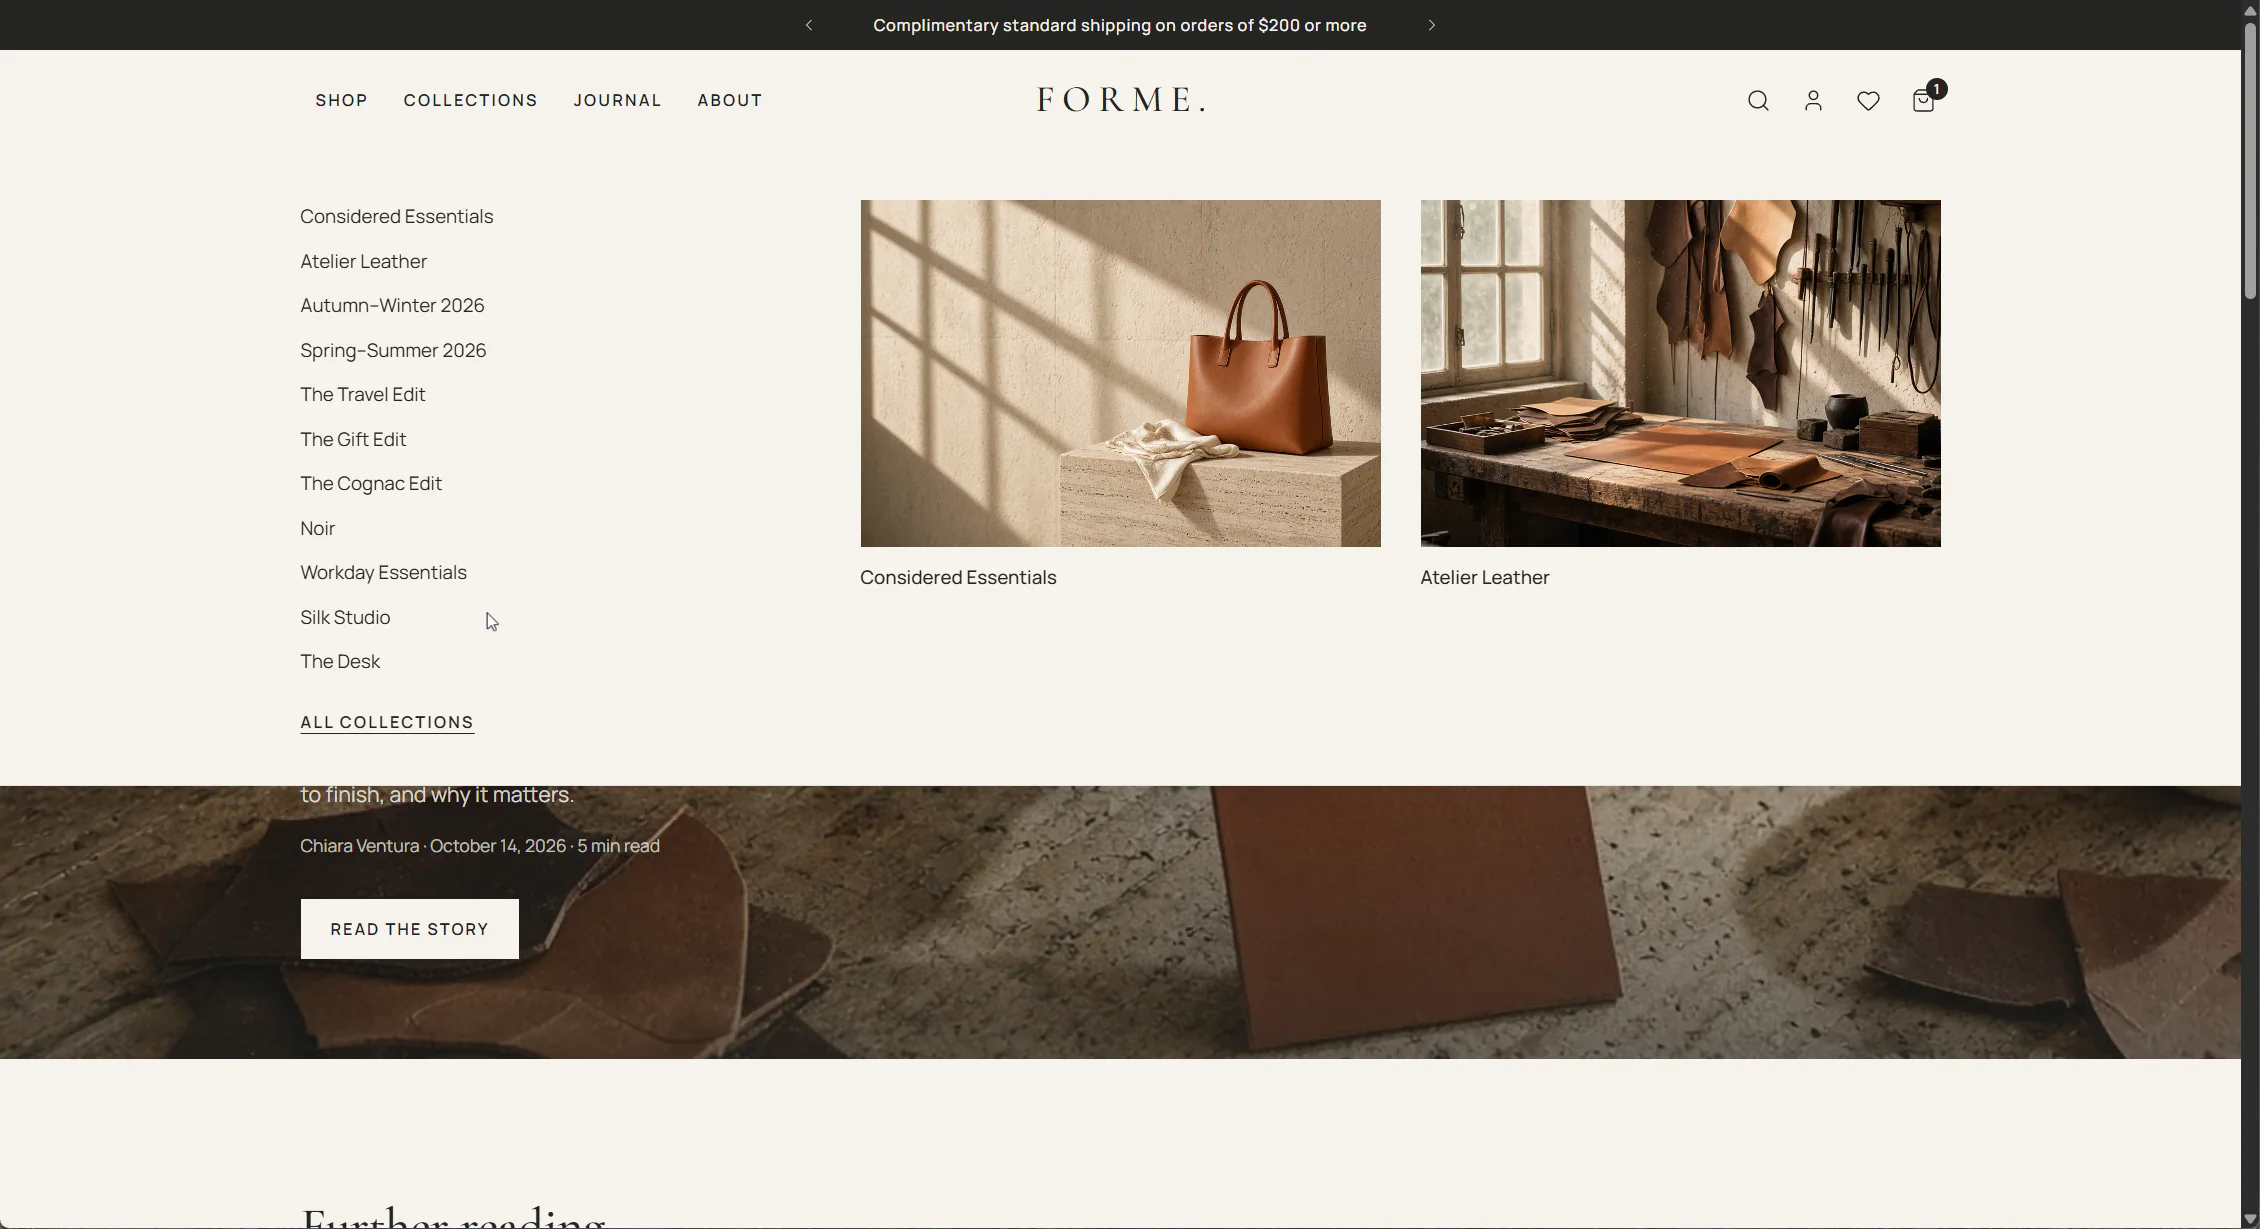 Complimentary standard shipping on orders of $200 or more
SHOP COLLECTIONS JOURNAL ABOUT
FORME.
1
Considered Essentials
Atelier Leather
Autumn–Winter 2026
Spring–Summer 2026
The Travel Edit
The Gift Edit
The Cognac Edit
Noir
Workday Essentials
Silk Studio
The Desk
ALL COLLECTIONS
Considered Essentials
Atelier Leather
to finish, and why it matters.
Chiara Ventura · October 14, 2026 · 5 min read
READ THE STORY
Further reading